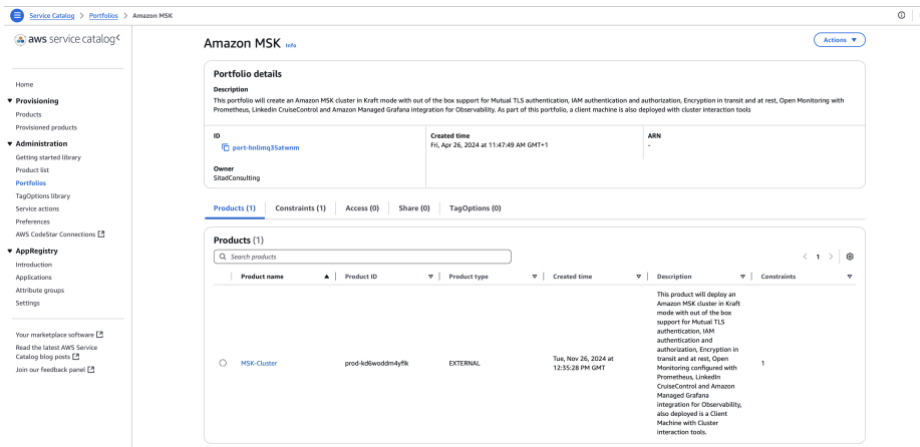 Service Catalog > Portfolios > Amazon MSK
aws service catalog
Home
Provisioning
Products
Provisioned products
Administration
Getting started library
Product list
Portfolios
TagOptions library
Service actions
Preferences
AWS CodeStar Connections
AppRegistry
Introduction
Applications
Attribute groups
Settings
Your marketplace software
Read the latest AWS Service
Catalog blog posts
Join our feedback panel
Amazon MSK Info
Actions
Portfolio details
Description
This portfolio will create an Amazon MSK cluster in Kraft mode with out of the box support for Mutual TLS authentication, IAM authentication and authorization, Encryption in transit and at rest, Open Monitoring with
Prometheus, LinkedIn CruiseControl and Amazon Managed Grafana integration for Observability. As part of this portfolio, a client machine is also deployed with cluster interaction tools
ID
port-hnlimq35atwnm
Created time
Fri, Apr 26, 2024 at 11:47:49 AM GMT+1
ARN
-
Owner
SitadConsulting
Products (1) Constraints (1) Access (0) Share (0) TagOptions (0)
Products (1)
Search products
< 1 >
Product name Product ID Product type Created time Description Constraints
MSK-Cluster
prod-kd6woddm4yflk
EXTERNAL
Tue, Nov 26, 2024 at
12:35:28 PM GMT
This product will deploy an
Amazon MSK cluster in Kraft
mode with out of the box
support for Mutual TLS
authentication, IAM
authentication and
authorization, Encryption in
transit and at rest, Open
Monitoring configured with
Prometheus, LinkedIn
CruiseControl and Amazon
Managed Grafana
integration for Observability,
also deployed is a Client
Machine with Cluster
interaction tools.
1